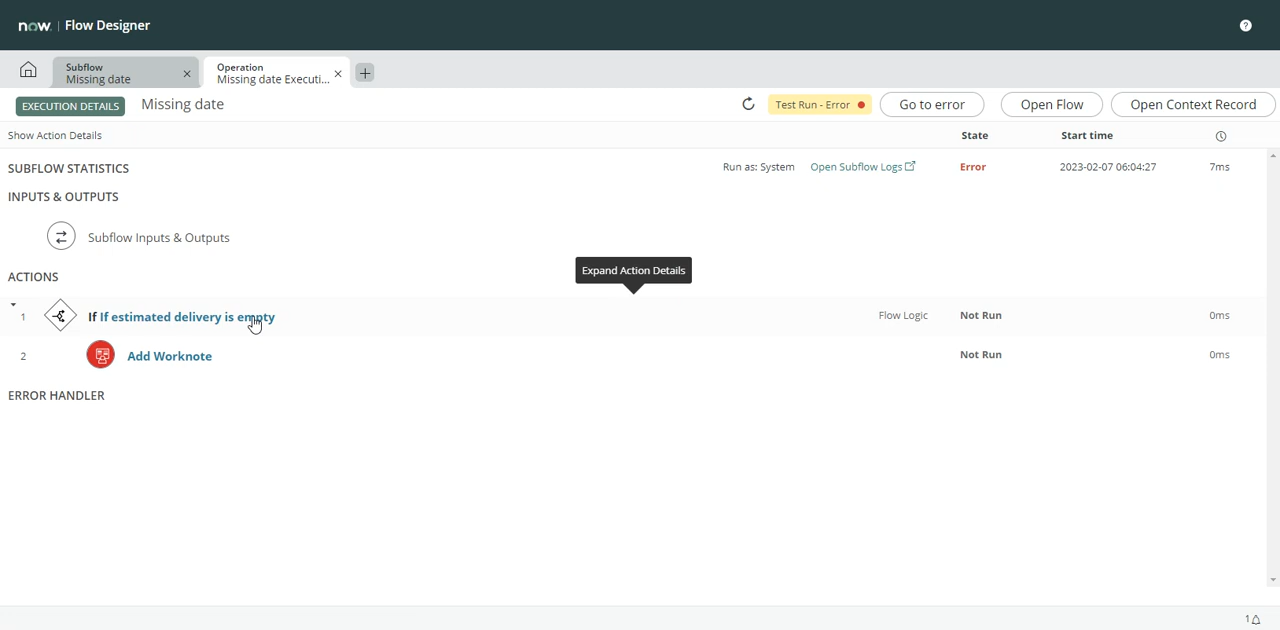 now. | Flow Designer
?
Subflow
Missing date
×
Operation
Missing date Executi...
×
+
EXECUTION DETAILS
Missing date
Test Run - Error
Go to error
Open Flow
Open Context Record
Show Action Details
State
Start time
SUBFLOW STATISTICS
Run as: System
Open Subflow Logs
Error
2023-02-07 06:04:27
7ms
INPUTS & OUTPUTS
Subflow Inputs & Outputs
ACTIONS
Expand Action Details
1
If If estimated delivery is empty
Flow Logic
Not Run
0ms
2
Add Worknote
Not Run
0ms
ERROR HANDLER
1